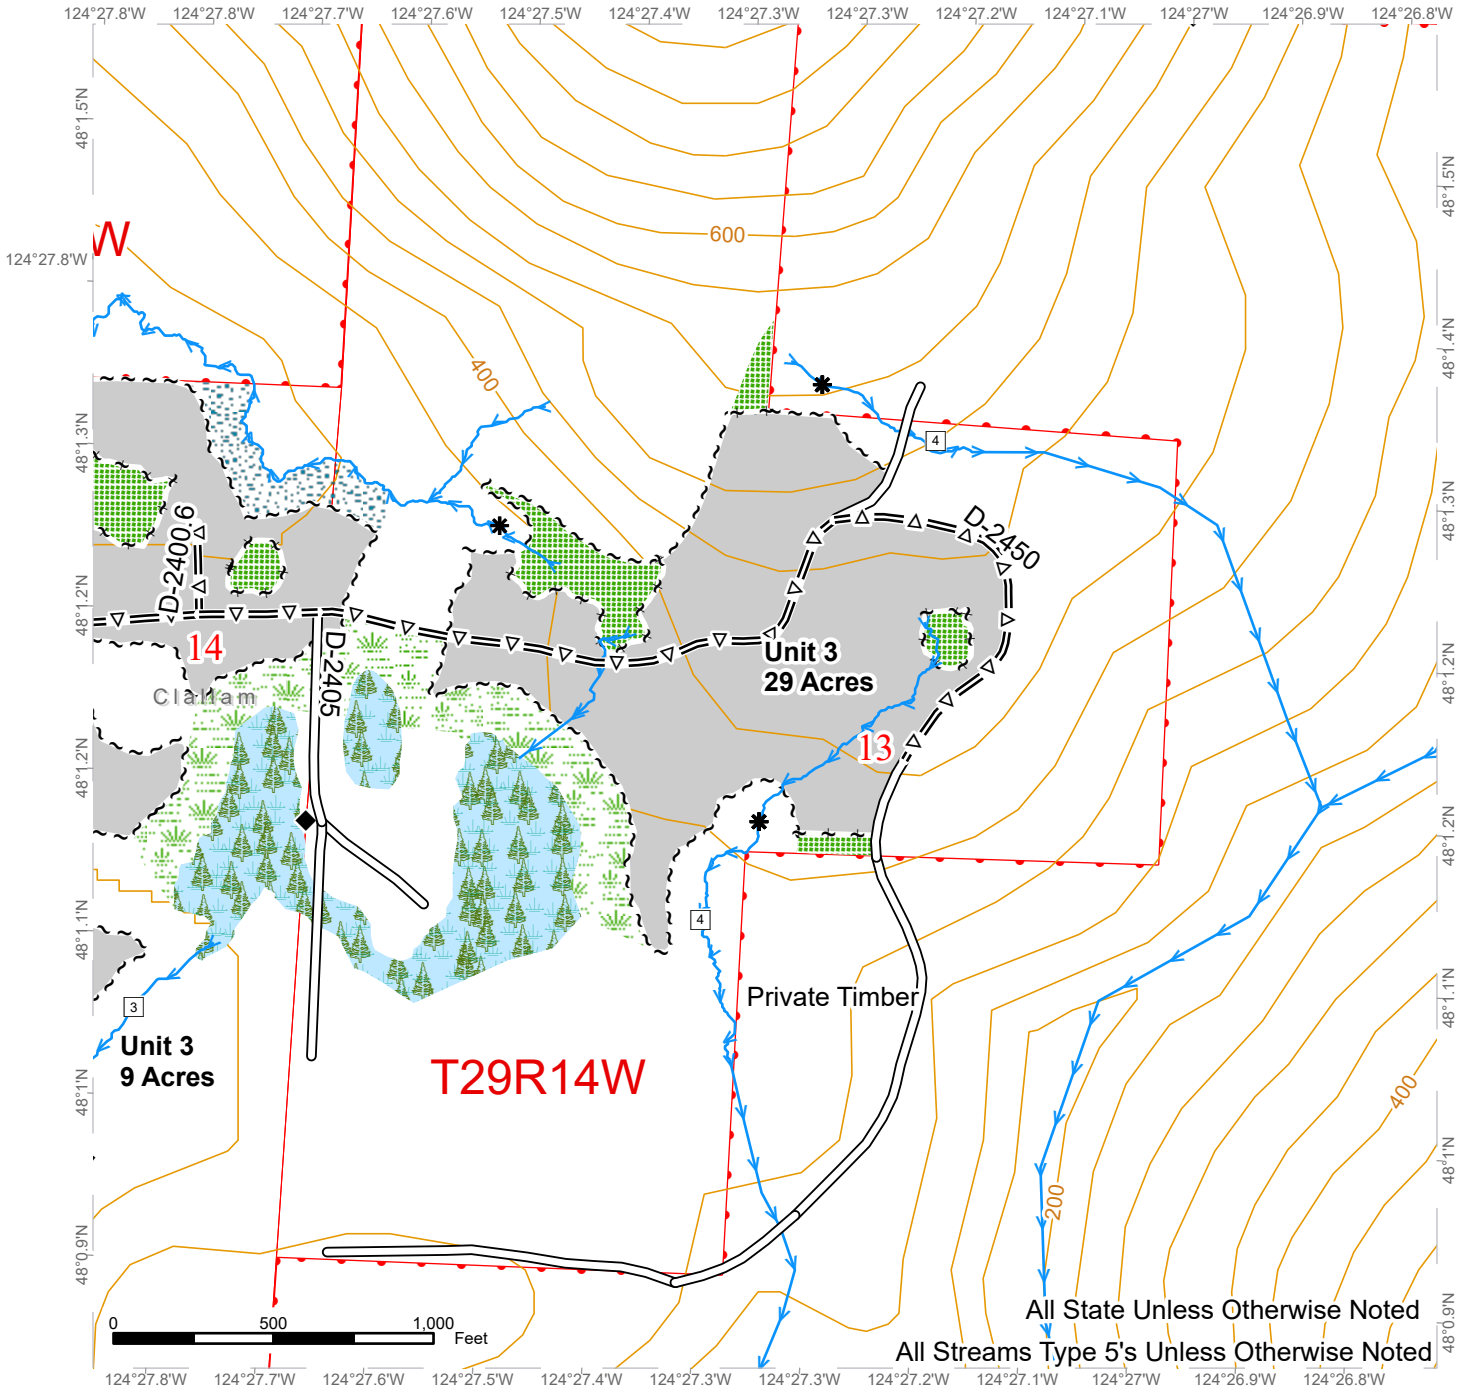 124°27.8'W 124°27.8'W 124°27.7'W 124°27.6'W 124°27.5'W 124°27.4'W 124°27.3'W 124°27.3'W 124°27.2'W 124°27.1'W 124°27'W 124°26.9'W 124°26.8'W
48°1.5'N
48°1.5'N
W
600
124°27.8'W
48°1.4'N
400
48°1.3'N
4
48°1.3'N
D-2400.6
D-2450
48°1.2'N
14
D-2405
Unit 3
29 Acres
48°1.2'N
Clallam
13
48°1.2'N
48°1.2'N
4
48°1.1'N
Private Timber
48°1.1'N
3
Unit 3
9 Acres
T29R14W
400
48°1'N
48°1'N
200
48°0.9'N
All State Unless Otherwise Noted
48°0.9'N
0 500 1,000
Feet
All Streams Type 5's Unless Otherwise Noted
124°27.8'W 124°27.7'W 124°27.6'W 124°27.5'W 124°27.4'W 124°27.3'W 124°27.3'W 124°27.2'W 124°27.1'W 124°27'W 124°26.9'W 124°26.8'W